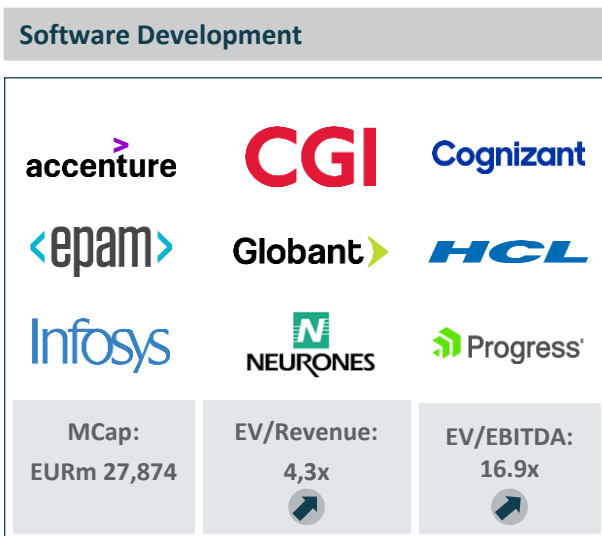 Software Development
accenture
CGI
Cognizant
<epam>
Globant
HCL
Infosys
N
NEURONES
Progress
MCap:
EURm 27,874
EV/Revenue:
4,3x
EV/EBITDA:
16.9x